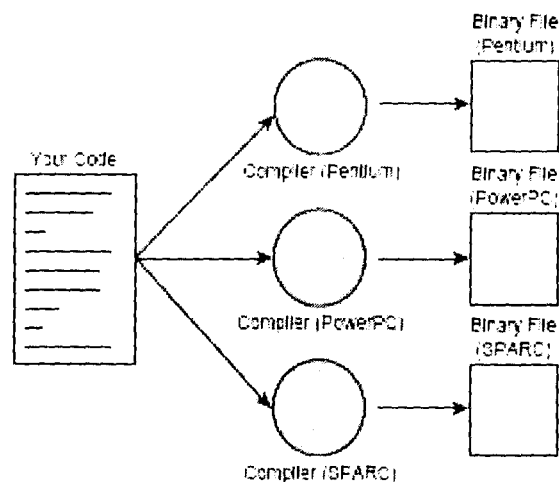 Binary File
(Pentium)
Your Code
Compiler (Pentium)
Binary File
(PowerPC)
Compiler (PowerPC)
Binary File
(SPARC)
Compiler (SPARC)